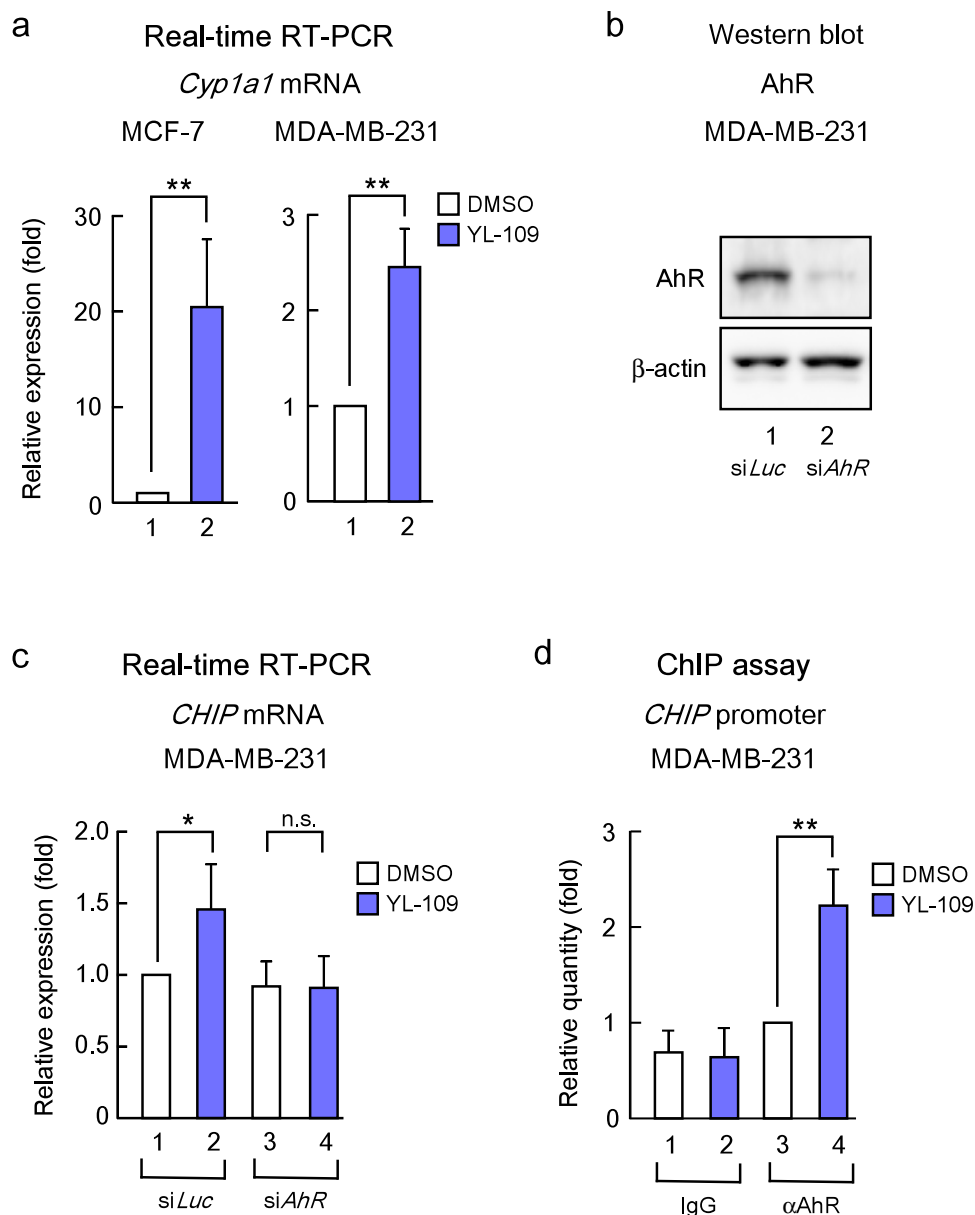 a
Real-time RT-PCR
Cyp1a1 mRNA
MCF-7
MDA-MB-231
Relative expression (fold)
30
20
10
0
**
1 2
3
2
1
0
**
1 2
DMSO
YL-109
b
Western blot
AhR
MDA-MB-231
AhR
β-actin
1 2
siLuc siAhR
c
Real-time RT-PCR
CHIP mRNA
MDA-MB-231
Relative expression (fold)
2.0
1.5
1.0
0.5
0
*
n.s.
1 2 3 4
siLuc siAhR
DMSO
YL-109
d
ChIP assay
CHIP promoter
MDA-MB-231
Relative quantity (fold)
3
2
1
0
**
1 2 3 4
IgG αAhR
DMSO
YL-109